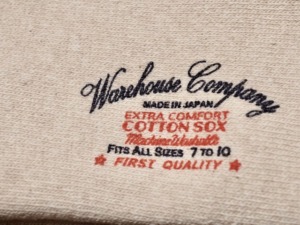 Warehouse Company
MADE IN JAPAN
EXTRA COMFORT
COTTON SOX
Machine Washable
FITS ALL SIZES 7 TO 10
★ FIRST QUALITY ★